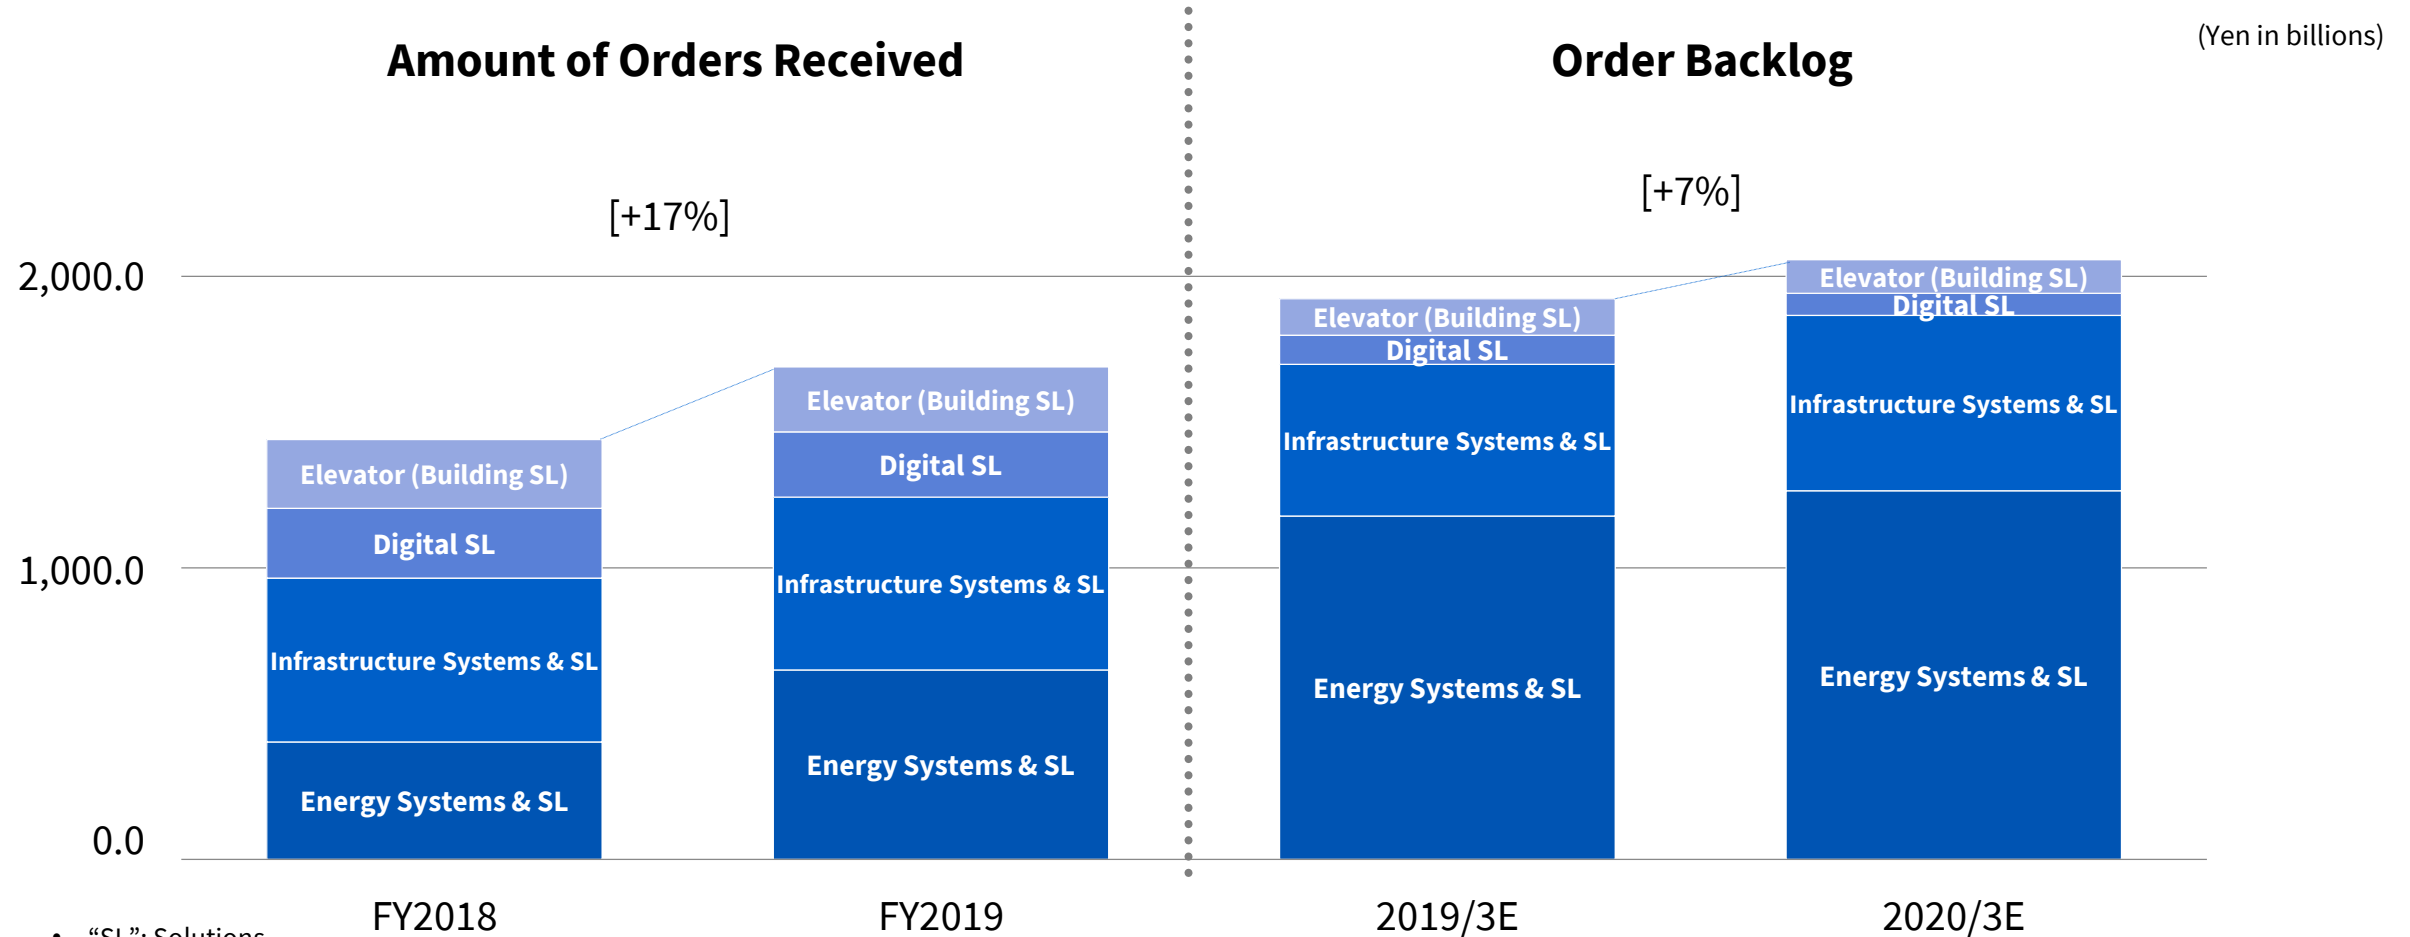 (Yen in billions)
Amount of Orders Received
Order Backlog
[+17%]
[+7%]
2,000.0
1,000.0
0.0
Elevator (Building SL)
Digital SL
Infrastructure Systems & SL
Energy Systems & SL
Elevator (Building SL)
Digital SL
Infrastructure Systems & SL
Energy Systems & SL
Elevator (Building SL)
Digital SL
Infrastructure Systems & SL
Energy Systems & SL
Elevator (Building SL)
Digital SL
Infrastructure Systems & SL
Energy Systems & SL
FY2018
FY2019
2019/3E
2020/3E
• “SL”: Solutions